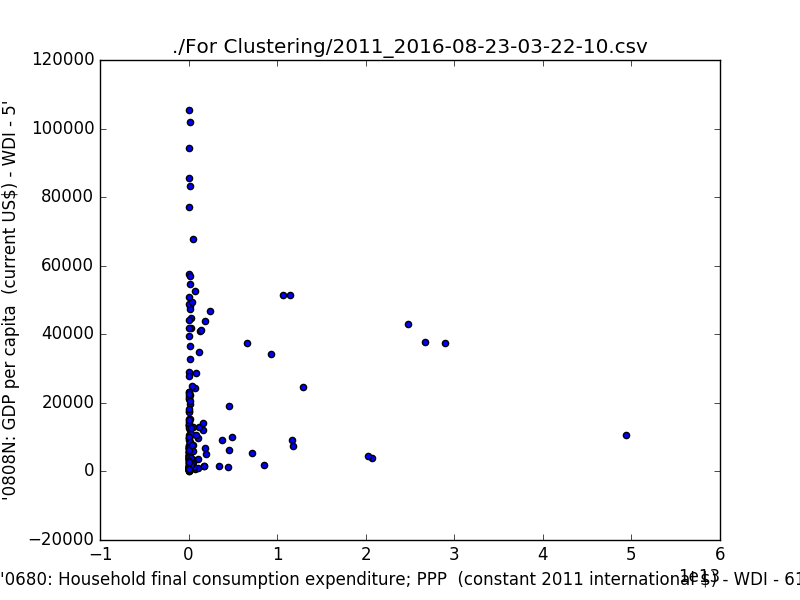 ./For Clustering/2011_2016-08-23-03-22-10.csv
'0808N: GDP per capita  (current US$) - WDI - 5'
120000
100000
80000
60000
40000
20000
0
−20000
−1 0 1 2 3 4 5 6
1e13
'0680: Household final consumption expenditure; PPP  (constant 2011 international $) - WDI - 61